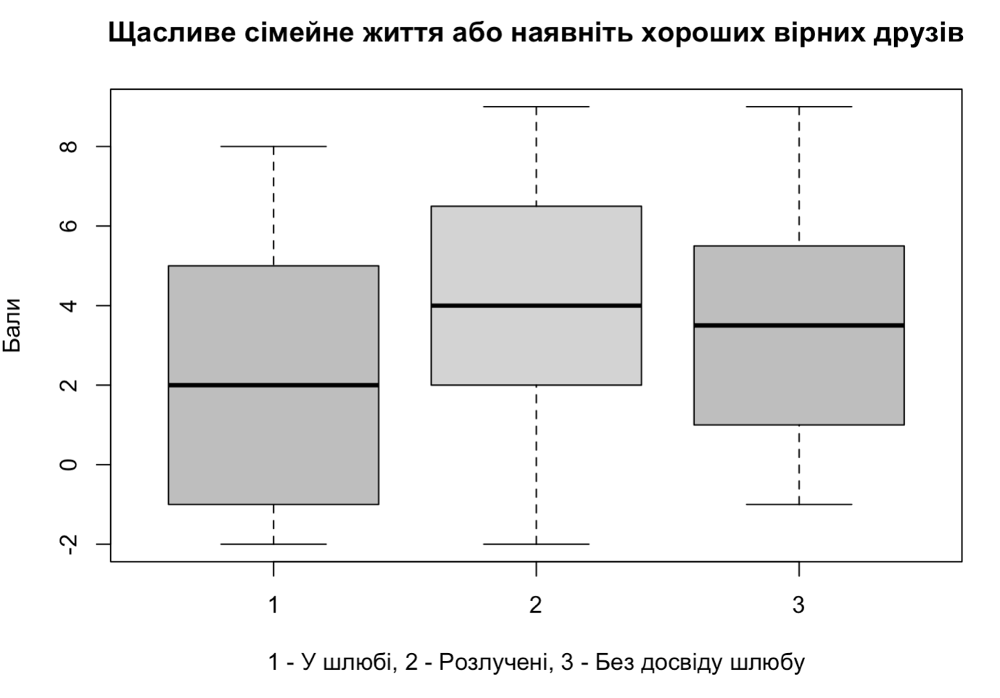 Щасливе сімейне життя або наявніть хороших вірних друзів
Бали
8
6
4
2
0
-2
1 2 3
1 - У шлюбі, 2 - Розлучені, 3 - Без досвіду шлюбу